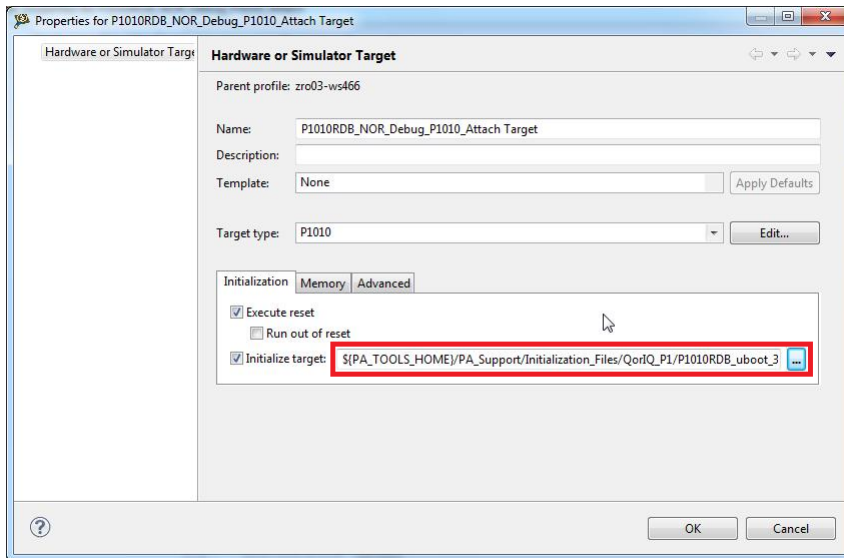 Properties for P1010RDB_NOR_Debug_P1010_Attach Target
Hardware or Simulator Targe
Hardware or Simulator Target
Parent profile: zro03-ws466
Name: P1010RDB_NOR_Debug_P1010_Attach Target
Description:
Template: None Apply Defaults
Target type: P1010 Edit...
Initialization Memory Advanced
Execute reset
Run out of reset
Initialize target: ${PA_TOOLS_HOME}/PA_Support/Initialization_Files/QorIQ_P1/P1010RDB_uboot_3 ...
? OK Cancel